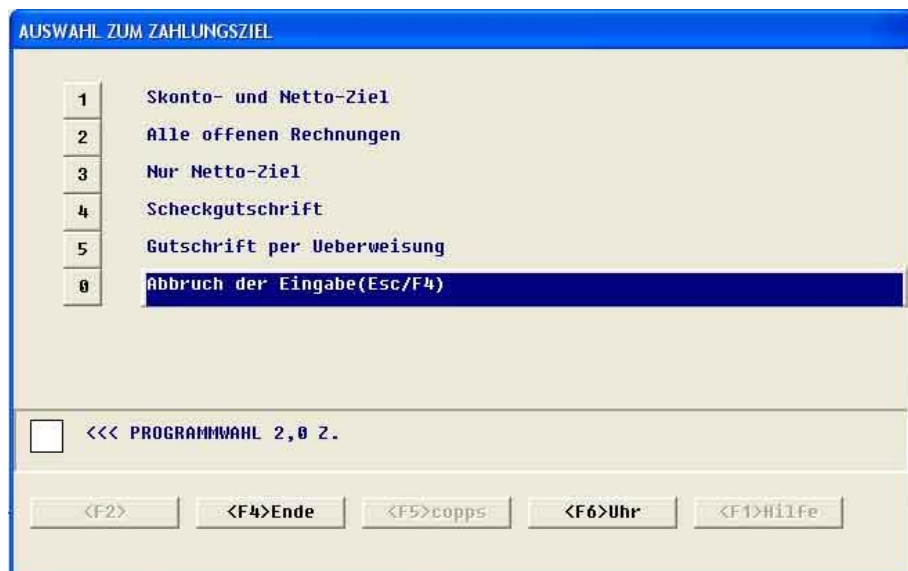 AUSWAHL ZUM ZAHLUNGSZIEL
1 Skonto- und Netto-Ziel
2 Alle offenen Rechnungen
3 Nur Netto-Ziel
4 Scheckgutschrift
5 Gutschrift per Ueberweisung
0 Abbruch der Eingabe(Esc/F4)
<<< PROGRAMMWAHL 2,0 Z.
<F2> <F4>Ende <F5>copps <F6>Uhr <F1>Hilfe